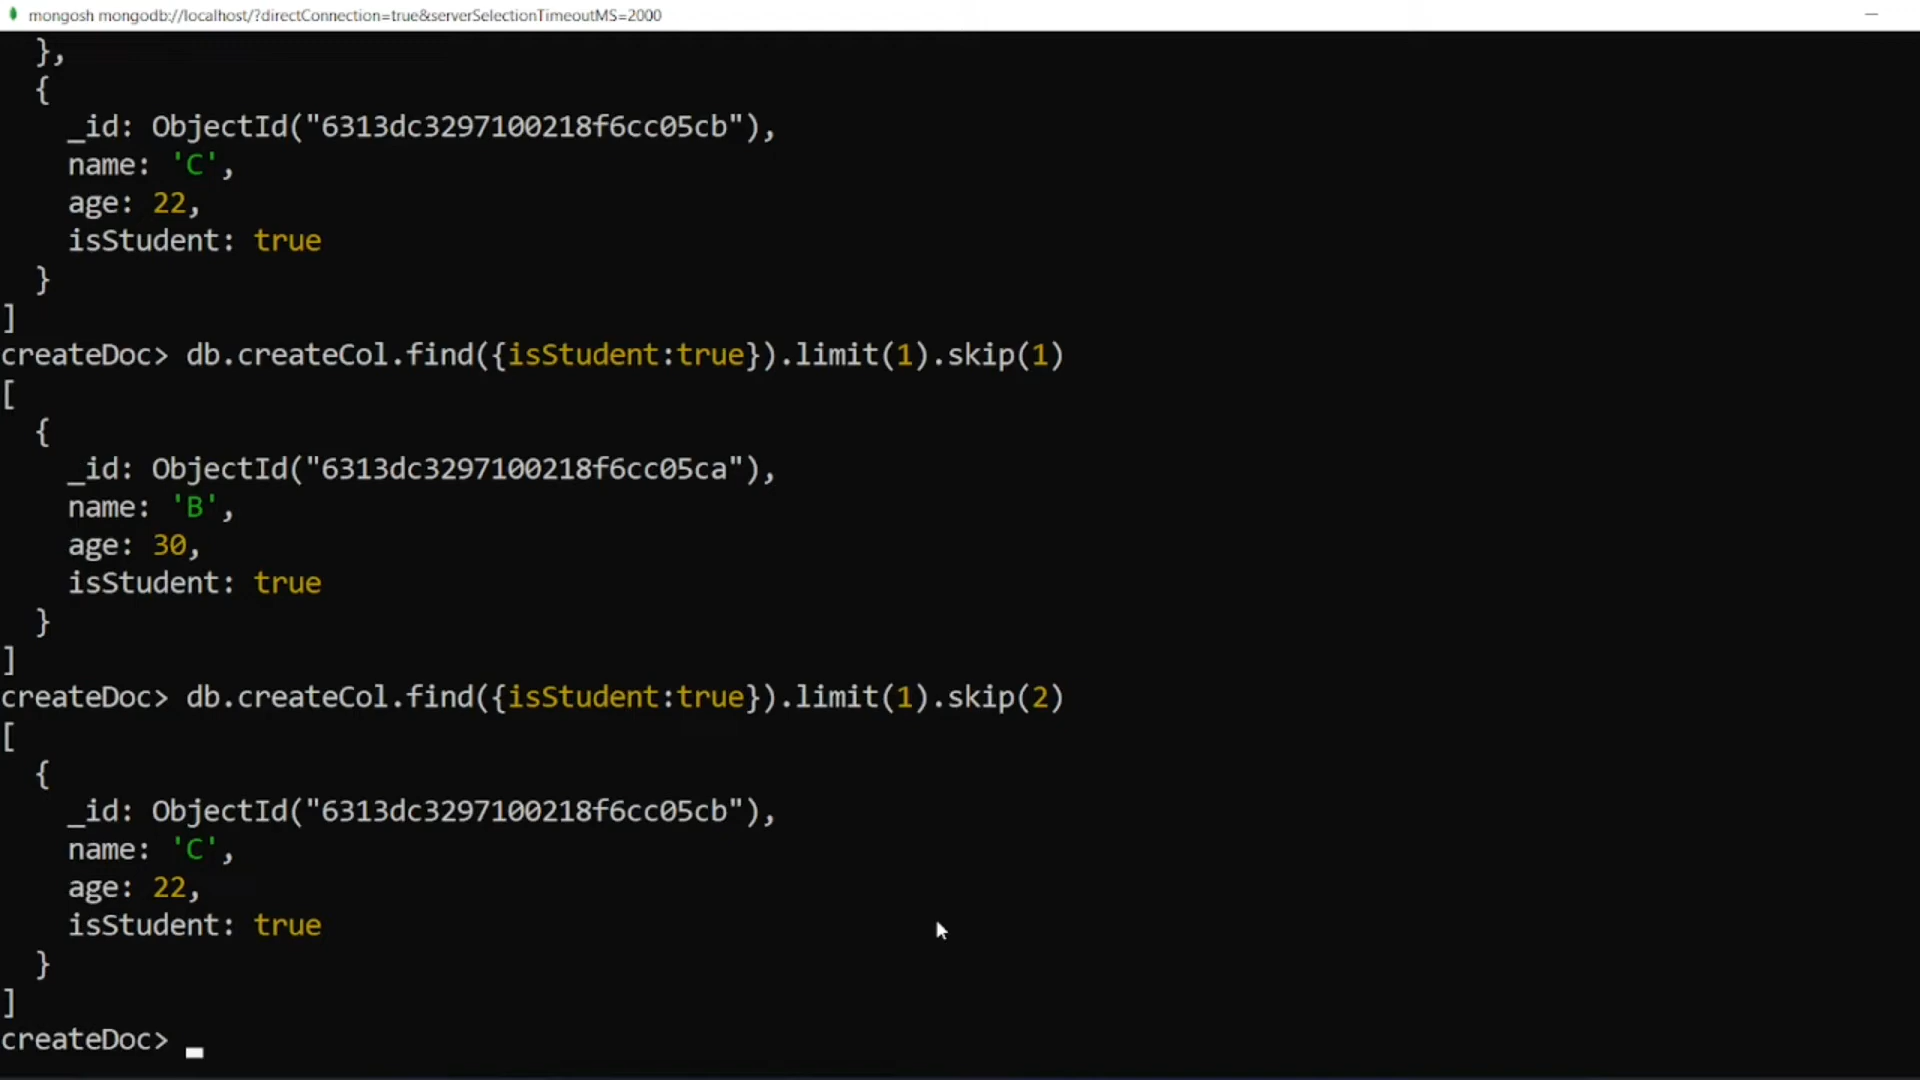 mongosh mongodb://localhost/?directConnection=true&serverSelectionTimeoutMS=2000
  },
  {
    _id: ObjectId("6313dc3297100218f6cc05cb"),
    name: 'C',
    age: 22,
    isStudent: true
  }
]
createDoc> db.createCol.find({isStudent:true}).limit(1).skip(1)
[
  {
    _id: ObjectId("6313dc3297100218f6cc05ca"),
    name: 'B',
    age: 30,
    isStudent: true
  }
]
createDoc> db.createCol.find({isStudent:true}).limit(1).skip(2)
[
  {
    _id: ObjectId("6313dc3297100218f6cc05cb"),
    name: 'C',
    age: 22,
    isStudent: true
  }
]
createDoc>